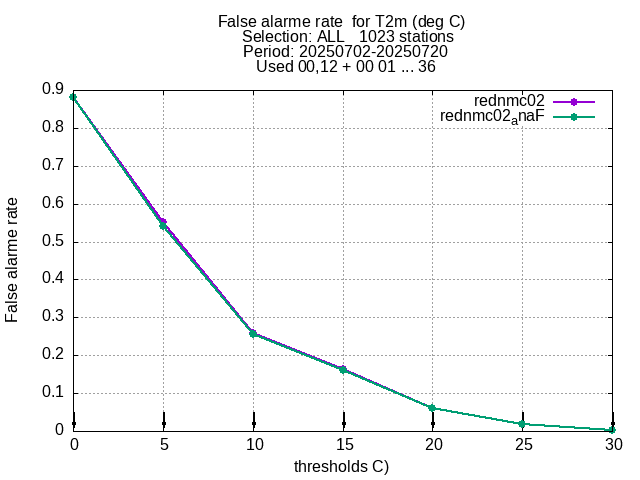 False alarme rate  for T2m (deg C)
Selection: ALL   1023 stations
Period: 20250702-20250720
Used 00,12 + 00 01 ... 36
rednmc02
rednmc02anaF
False alarme rate
0.9
0.8
0.7
0.6
0.5
0.4
0.3
0.2
0.1
0
0 5 10 15 20 25 30
thresholds C)